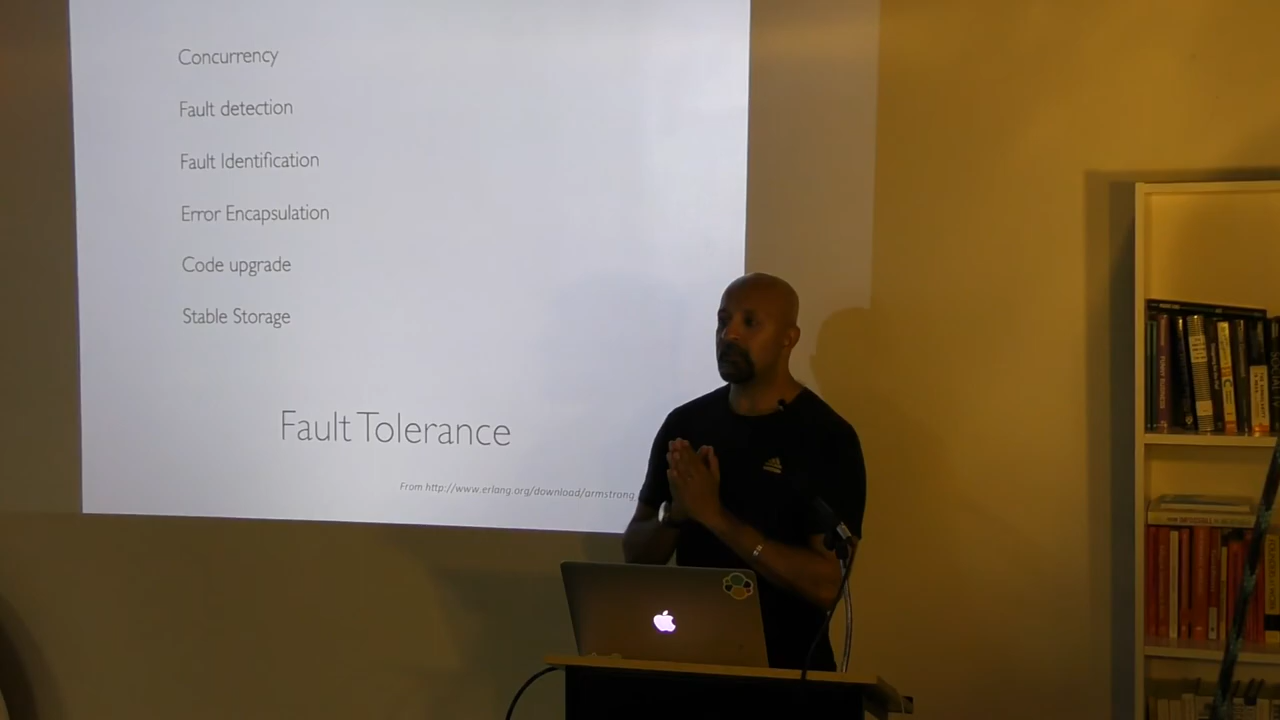 Concurrency
Fault detection
Fault Identification
Error Encapsulation
Code upgrade
Stable Storage
Fault Tolerance
From http://www.erlang.org/download/armstrong